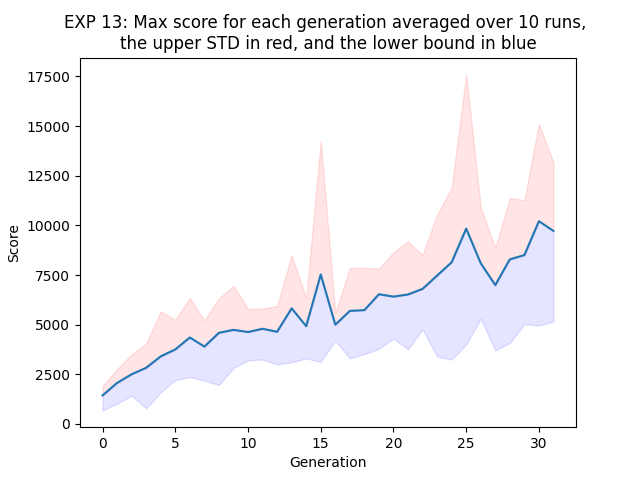 EXP 13: Max score for each generation averaged over 10 runs,
the upper STD in red, and the lower bound in blue
17500
15000
12500
10000
7500
5000
2500
0
Score
0 5 10 15 20 25 30
Generation